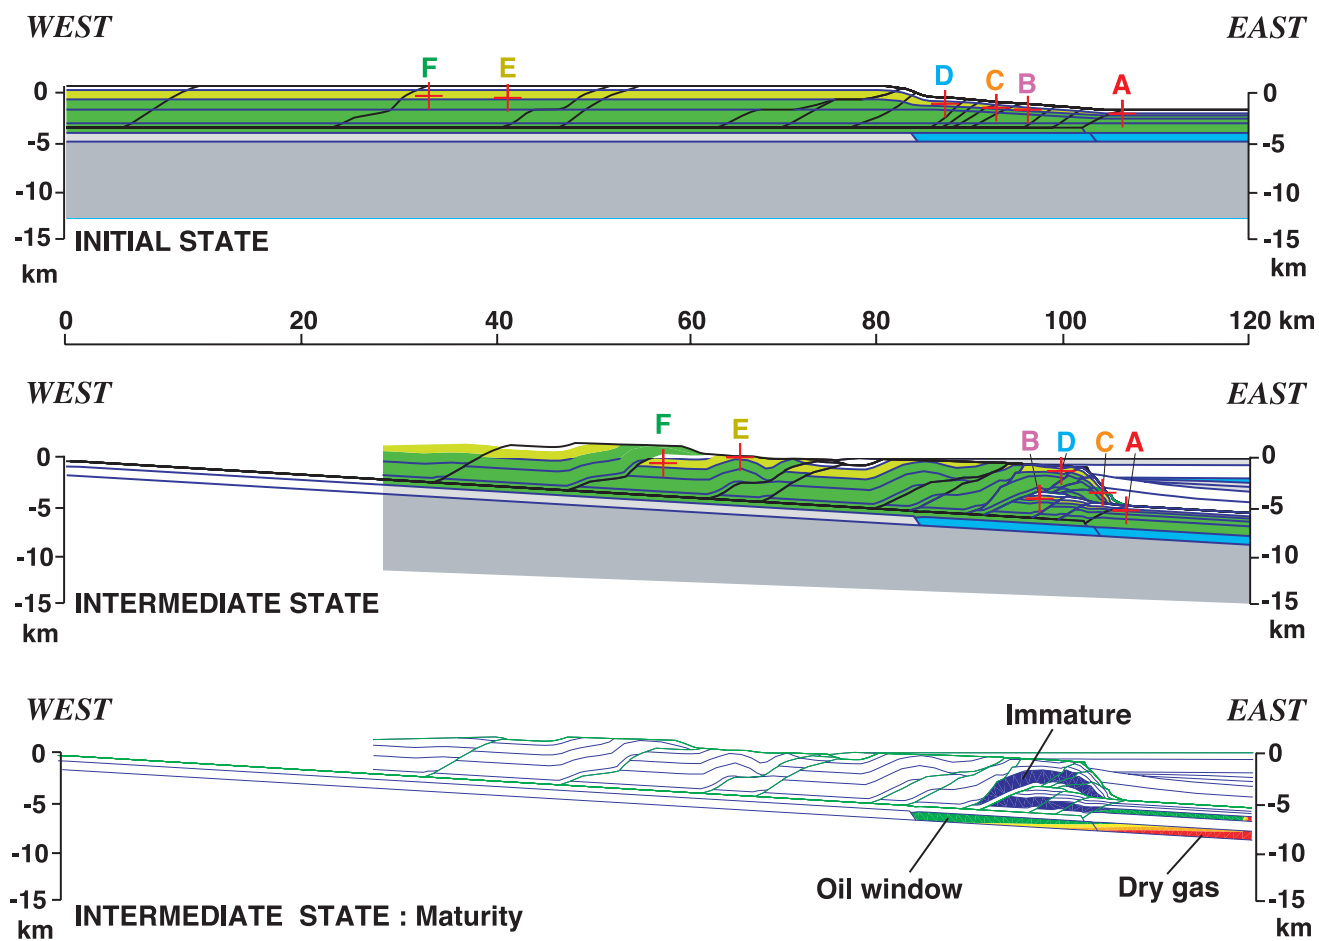 WEST EAST
F E D C B A
0 0
-5 -5
-10 -10
-15 INITIAL STATE -15
km km
0 20 40 60 80 100 120 km
WEST EAST
F E B D C A
0 0
-5 -5
-10 -10
-15 INTERMEDIATE STATE -15
km km
WEST EAST
Immature
0 0
-5 -5
-10 -10
Oil window Dry gas
-15 INTERMEDIATE STATE : Maturity -15
km km